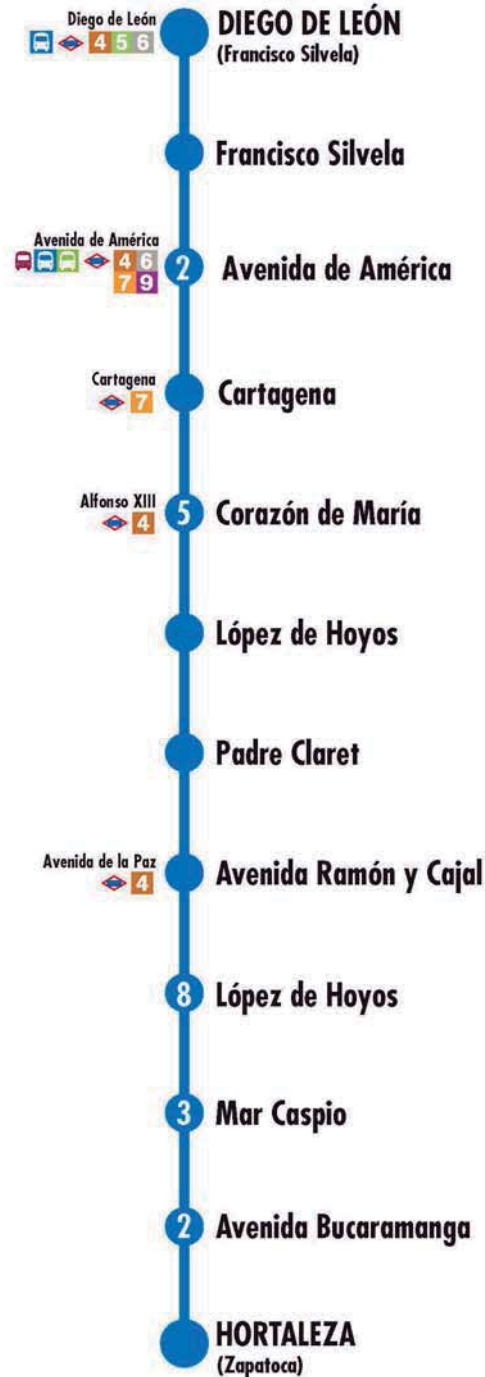 Diego de León
4 5 6
DIEGO DE LEÓN
(Francisco Silvela)
Francisco Silvela
Avenida de América
4 6
7 9
2
Avenida de América
Cartagena
7
Cartagena
Alfonso XIII
4
5
Corazón de María
López de Hoyos
Padre Claret
Avenida de la Paz
4
Avenida Ramón y Cajal
8
López de Hoyos
3
Mar Caspio
2
Avenida Bucaramanga
HORTALEZA
(Zapatoca)